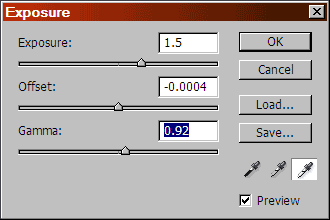 Exposure
Exposure: 1.5
OK
Cancel
Offset: -0.0004
Load...
Gamma: 0.92
Save...
Preview